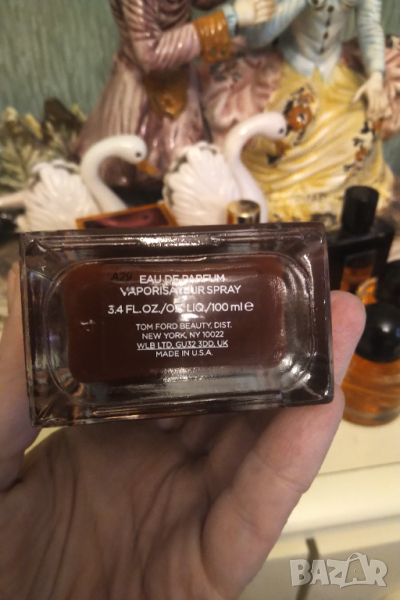 A29
EAU DE PARFUM
VAPORISATEUR SPRAY
3.4 FL.OZ./OZ. LIQ./100 ml ℮
TOM FORD BEAUTY, DIST.
NEW YORK, NY 10022
WLB LTD, GU32 3DD, UK
MADE IN U.S.A.
BAZAR